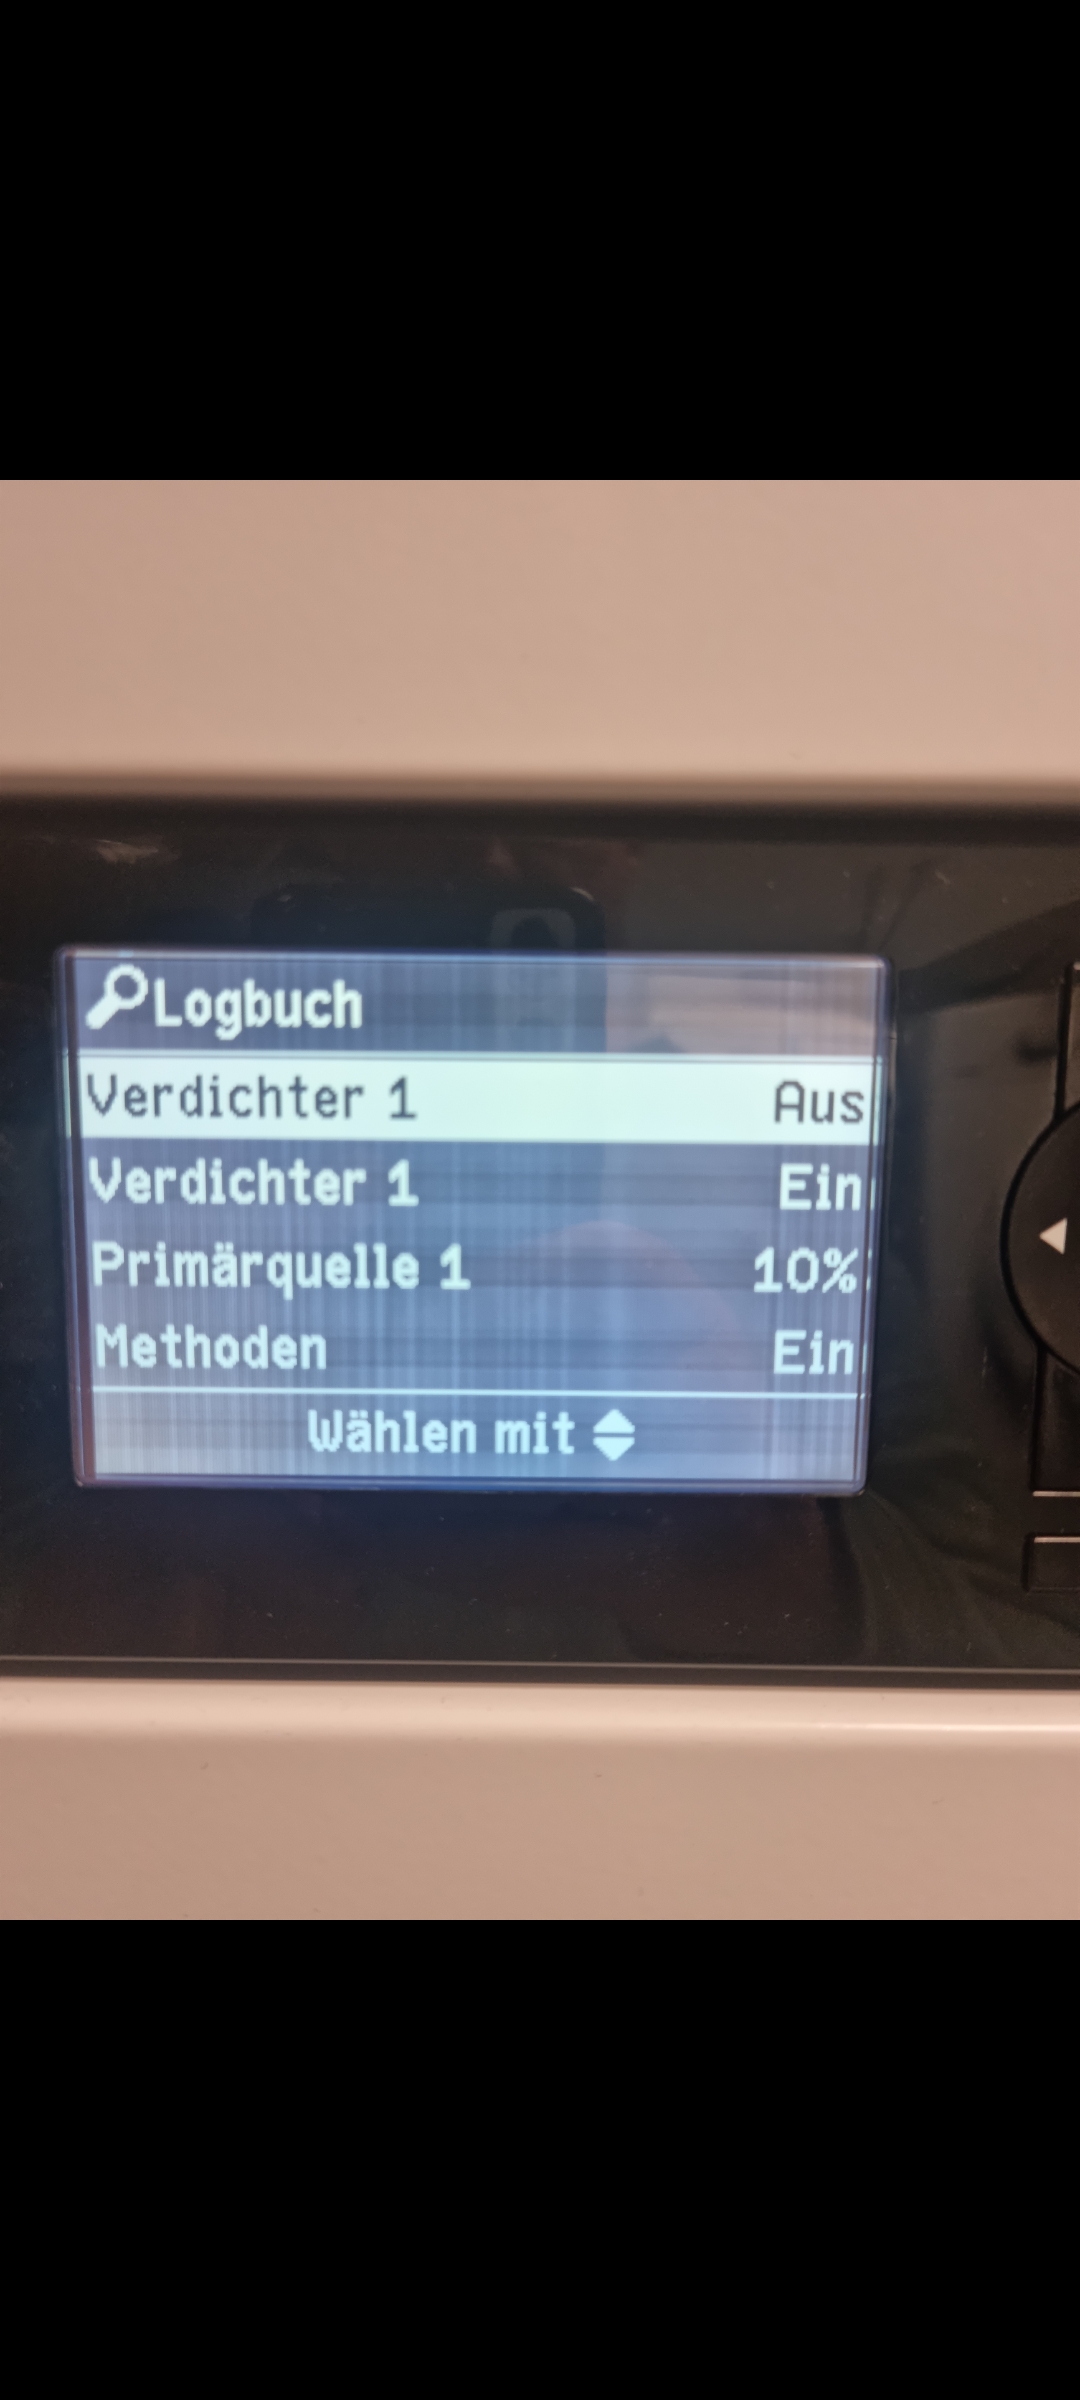 Logbuch
Verdichter 1 Aus
Verdichter 1 Ein
Primärquelle 1 10%
Methoden Ein
Wählen mit